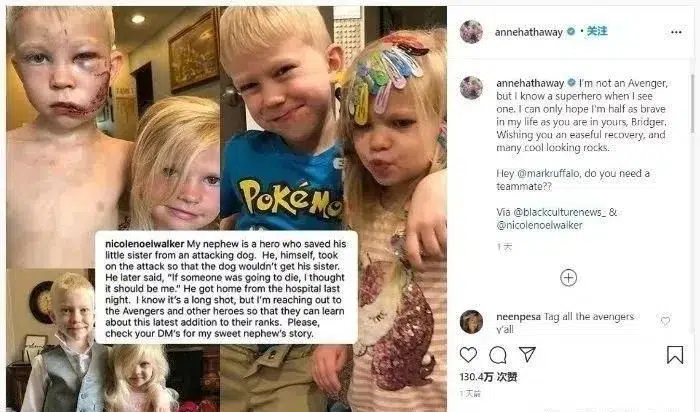 POKéMO
nicolenoelwalker My nephew is a hero who saved his
little sister from an attacking dog. He, himself, took
on the attack so that the dog wouldn't get his sister.
He later said, "If someone was going to die, I thought
it should be me." He got home from the hospital last
night. I know it's a long shot, but I'm reaching out to
the Avengers and other heroes so that they can learn
about this latest addition to their ranks. Please,
check your DM's for my sweet nephew's story.
annehathaway • 关注
annehathaway I'm not an Avenger,
but I know a superhero when I see
one. I can only hope I'm half as brave
in my life as you are in yours, Bridger.
Wishing you an easeful recovery, and
many cool looking rocks.
Hey @markruffalo, do you need a
teammate??
Via @blackculturenews_ &
@nicolenoelwalker
1 天
neenpesa Tag all the avengers
y'all
130.4万 次赞
1 天前